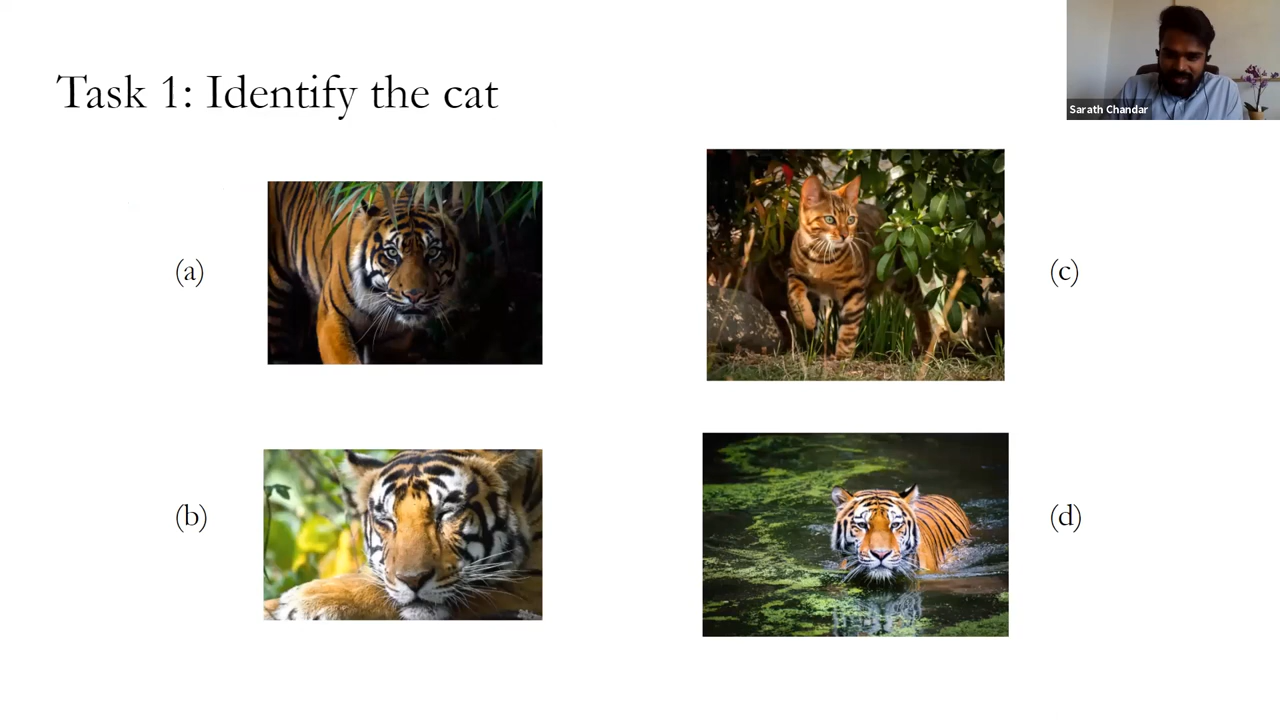 Task 1: Identify the cat
Sarath Chandar
(a)
(c)
(b)
(d)